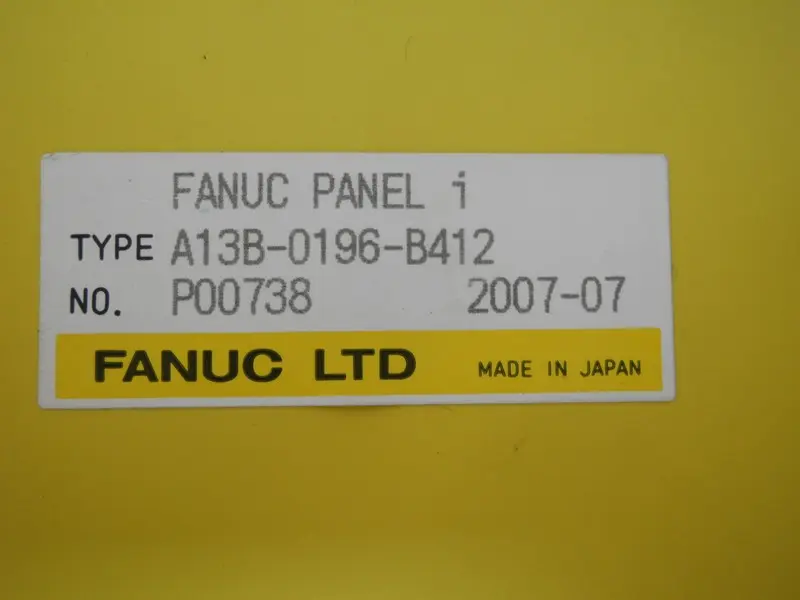 FANUC PANEL i
TYPE A13B-0196-B412
NO. P00738 2007-07
FANUC LTD MADE IN JAPAN